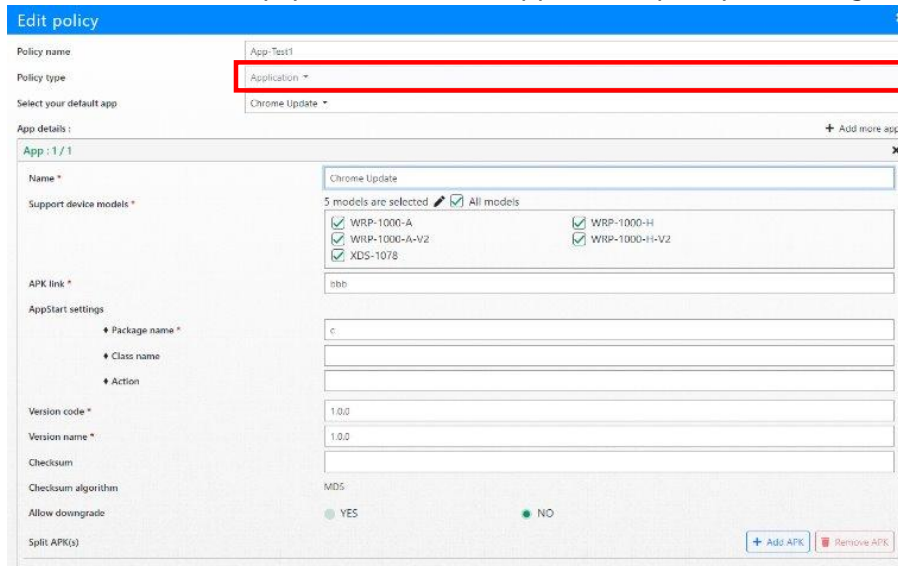 Edit policy
Policy name App-Test1
Policy type Application
Select your default app Chrome Update
App details : + Add more app
App : 1 / 1
Name * Chrome Update
Support device models * 5 models are selected All models
WRP-1000-A WRP-1000-H
WRP-1000-A-V2 WRP-1000-H-V2
XDS-1078
APK link * bbb
AppStart settings
♦ Package name * c
♦ Class name
♦ Action
Version code * 1.0.0
Version name * 1.0.0
Checksum
Checksum algorithm MD5
Allow downgrade YES NO
Split APK(s) + Add APK Remove APK